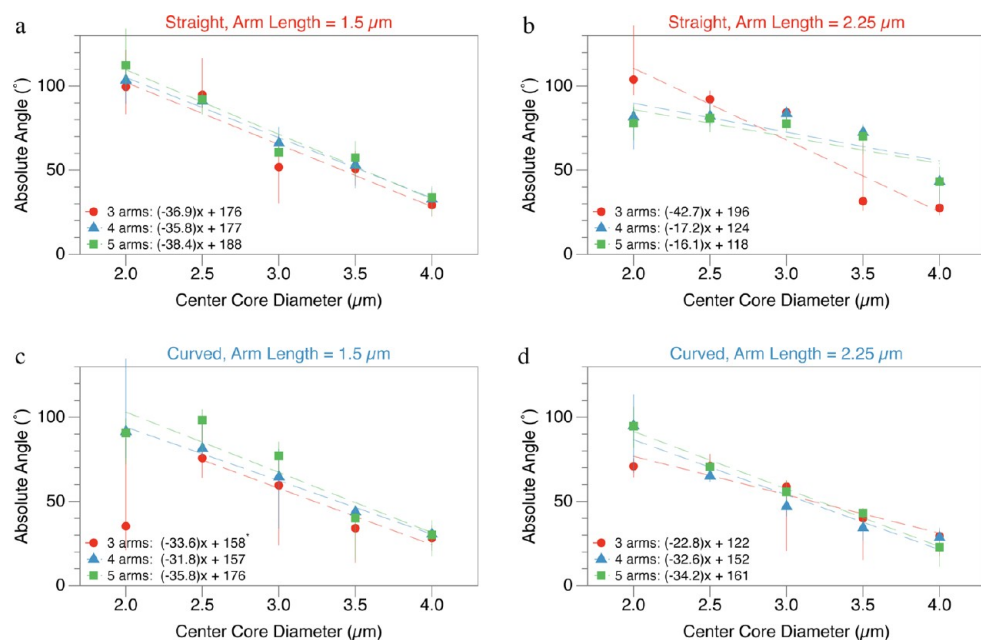 a
Straight, Arm Length = 1.5 µm
Absolute Angle (°)
100
50
0
3 arms: (-36.9)x + 176
4 arms: (-35.8)x + 177
5 arms: (-38.4)x + 188
2.0 2.5 3.0 3.5 4.0
Center Core Diameter (µm)
b
Straight, Arm Length = 2.25 µm
Absolute Angle (°)
100
50
0
3 arms: (-42.7)x + 196
4 arms: (-17.2)x + 124
5 arms: (-16.1)x + 118
2.0 2.5 3.0 3.5 4.0
Center Core Diameter (µm)
c
Curved, Arm Length = 1.5 µm
Absolute Angle (°)
100
50
0
3 arms: (-33.6)x + 158*
4 arms: (-31.8)x + 157
5 arms: (-35.8)x + 176
2.0 2.5 3.0 3.5 4.0
Center Core Diameter (µm)
d
Curved, Arm Length = 2.25 µm
Absolute Angle (°)
100
50
0
3 arms: (-22.8)x + 122
4 arms: (-32.6)x + 152
5 arms: (-34.2)x + 161
2.0 2.5 3.0 3.5 4.0
Center Core Diameter (µm)